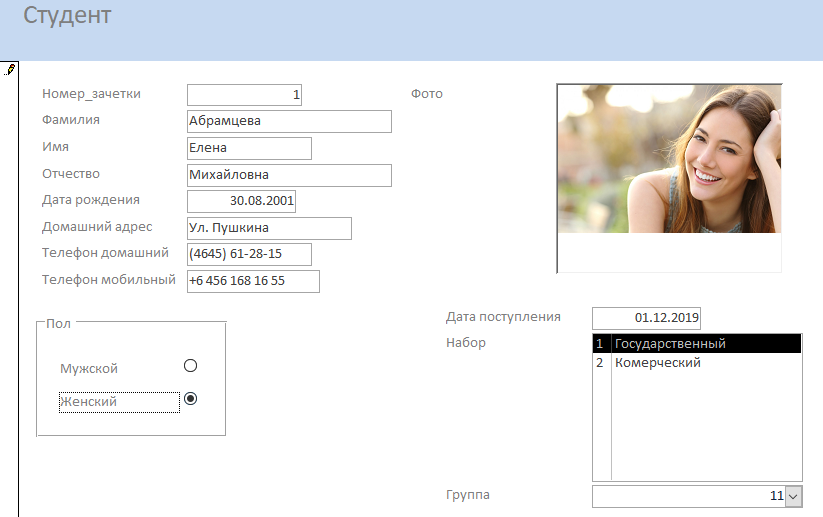 Студент
Номер_зачетки 1
Фото
Фамилия Абрамцева
Имя Елена
Отчество Михайловна
Дата рождения 30.08.2001
Домашний адрес Ул. Пушкина
Телефон домашний (4645) 61-28-15
Телефон мобильный +6 456 168 16 55
Пол
Мужской
Женский
Дата поступления 01.12.2019
Набор 1 Государственный
2 Комерческий
Группа 11